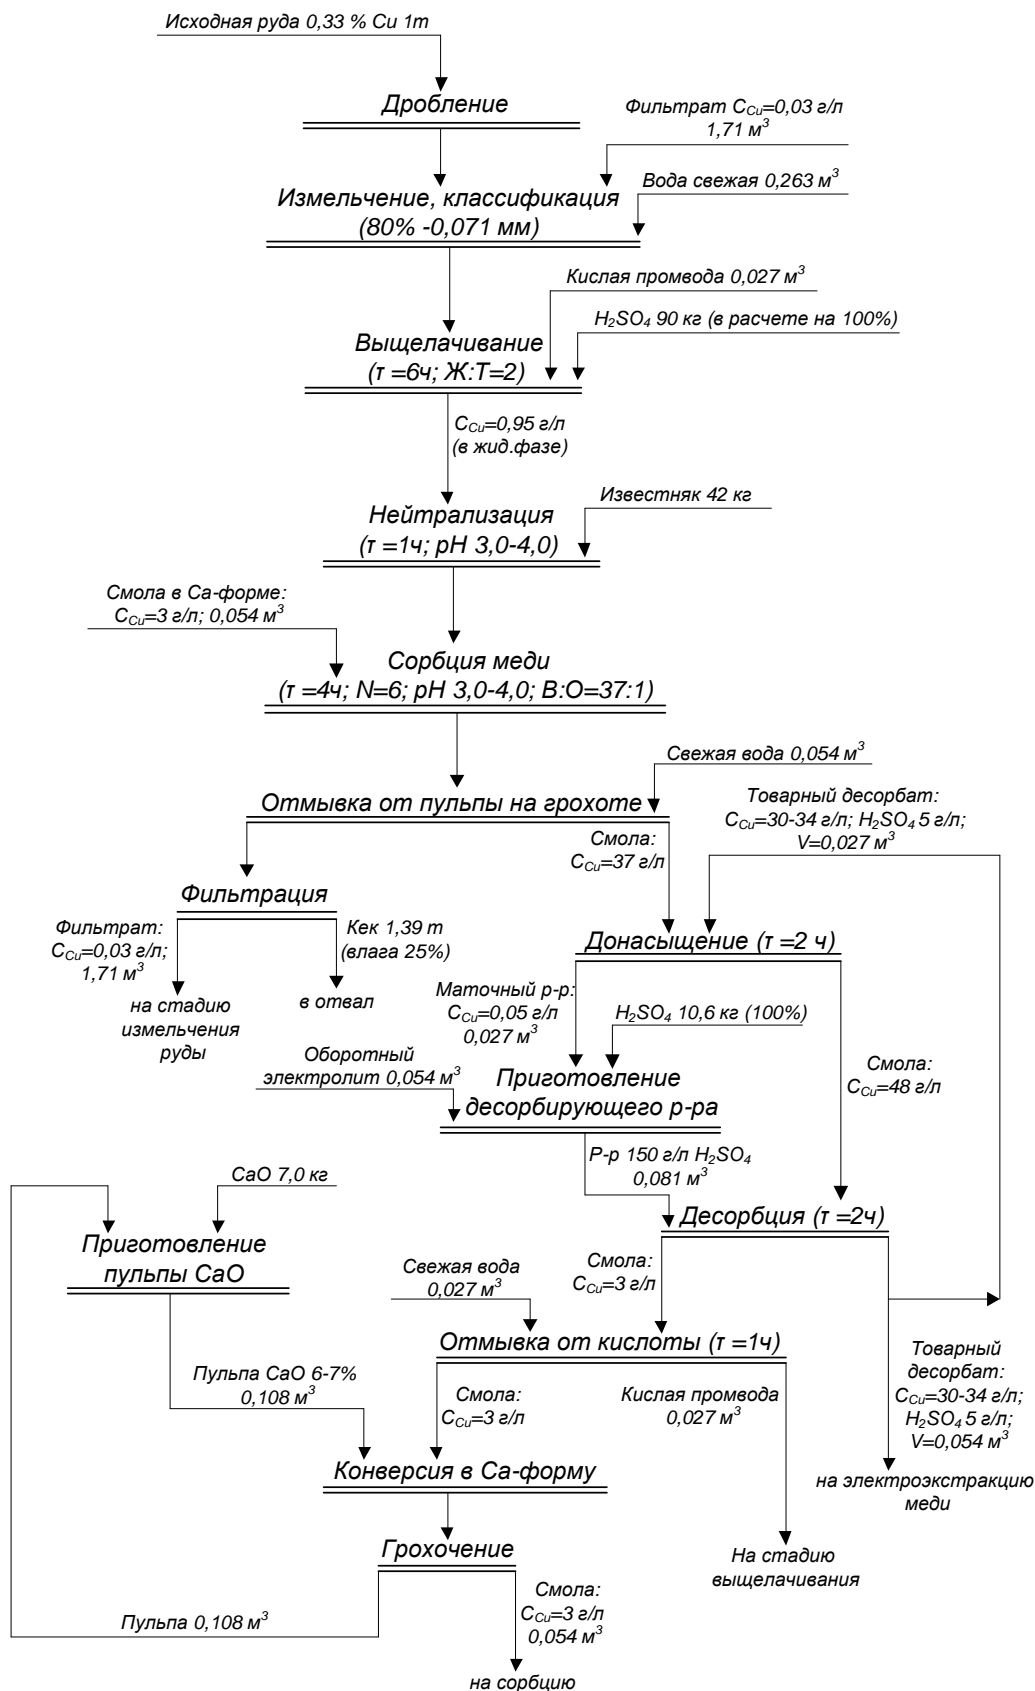 Исходная руда 0,33 % Cu 1т
Дробление
Фильтрат C_Cu=0,03 г/л
1,71 м³
Измельчение, классификация
(80% -0,071 мм)
Вода свежая 0,263 м³
Кислая промвода 0,027 м³
H₂SO₄ 90 кг (в расчете на 100%)
Выщелачивание
(τ =6ч; Ж:Т=2)
C_Cu=0,95 г/л
(в жид.фазе)
Известняк 42 кг
Нейтрализация
(τ =1ч; pH 3,0-4,0)
Смола в Ca-форме:
C_Cu=3 г/л; 0,054 м³
Сорбция меди
(τ =4ч; N=6; pH 3,0-4,0; В:О=37:1)
Свежая вода 0,054 м³
Отмывка от пульпы на грохоте
Товарный десорбат:
C_Cu=30-34 г/л; H₂SO₄ 5 г/л;
V=0,027 м³
Смола:
C_Cu=37 г/л
Фильтрация
Фильтрат:
C_Cu=0,03 г/л;
1,71 м³
Кек 1,39 т
(влага 25%)
на стадию
измельчения
руды
в отвал
Донасыщение (τ =2 ч)
Маточный р-р:
C_Cu=0,05 г/л
0,027 м³
H₂SO₄ 10,6 кг (100%)
Оборотный
электролит 0,054 м³
Приготовление
десорбирующего р-ра
Смола:
C_Cu=48 г/л
Р-р 150 г/л H₂SO₄
0,081 м³
CaO 7,0 кг
Десорбция (τ =2ч)
Приготовление
пульпы CaO
Свежая вода
0,027 м³
Смола:
C_Cu=3 г/л
Отмывка от кислоты (τ =1ч)
Пульпа CaO 6-7%
0,108 м³
Смола:
C_Cu=3 г/л
Кислая промвода
0,027 м³
Товарный
десорбат:
C_Cu=30-34 г/л;
H₂SO₄ 5 г/л;
V=0,054 м³
Конверсия в Ca-форму
на электроэкстракцию
меди
Грохочение
На стадию
выщелачивания
Пульпа 0,108 м³
Смола:
C_Cu=3 г/л
0,054 м³
на сорбцию